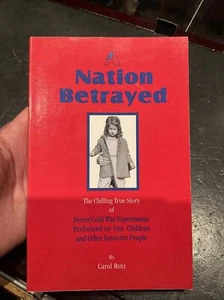 A
Nation
Betrayed
The Chilling True Story
of
Secret Cold War Experiments
Performed on Our Children
and Other Innocent People
By
Carol Rutz